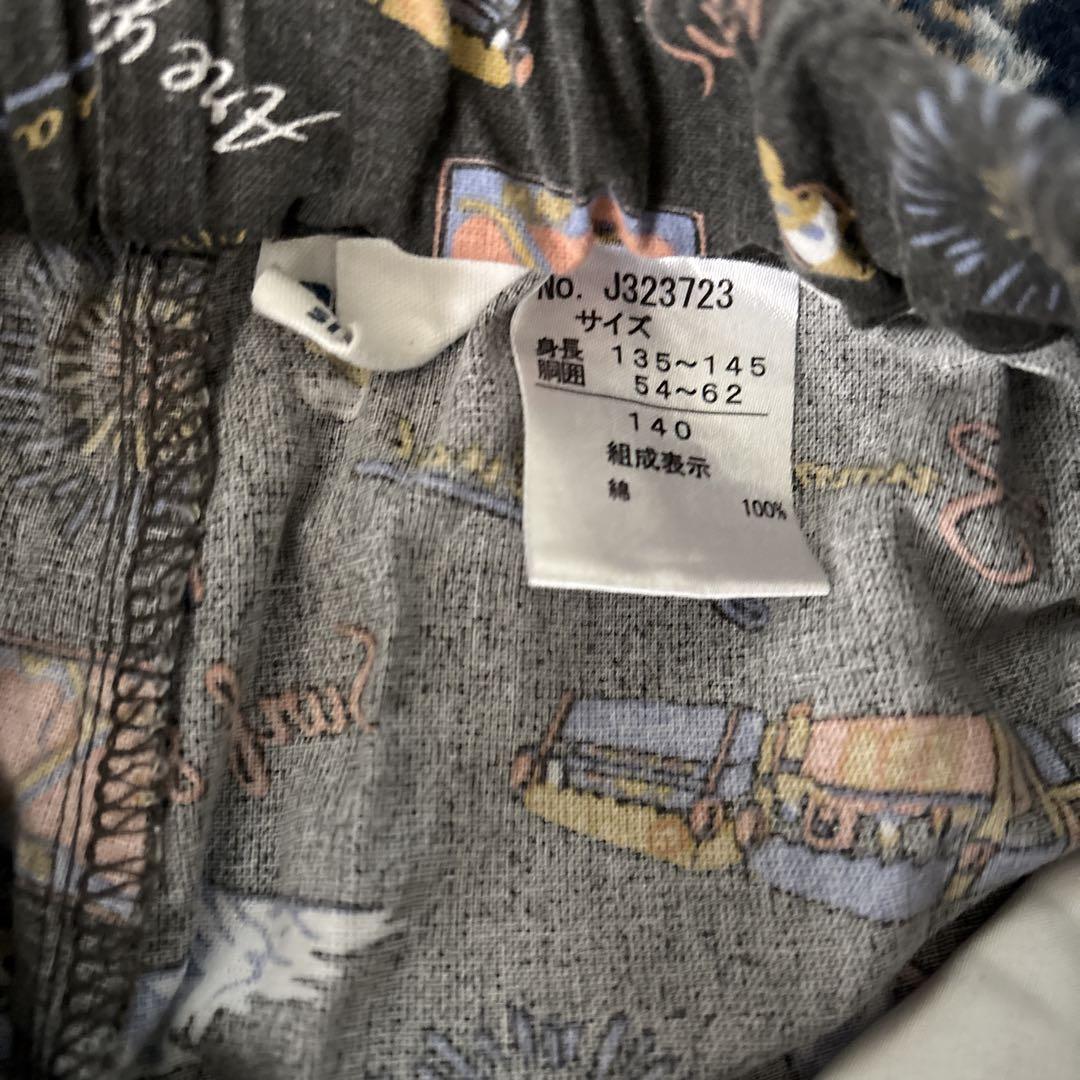 Are y
a
No. J323723
サイズ
身長 135～145
胴囲 54～62
140
組成表示
綿 100%